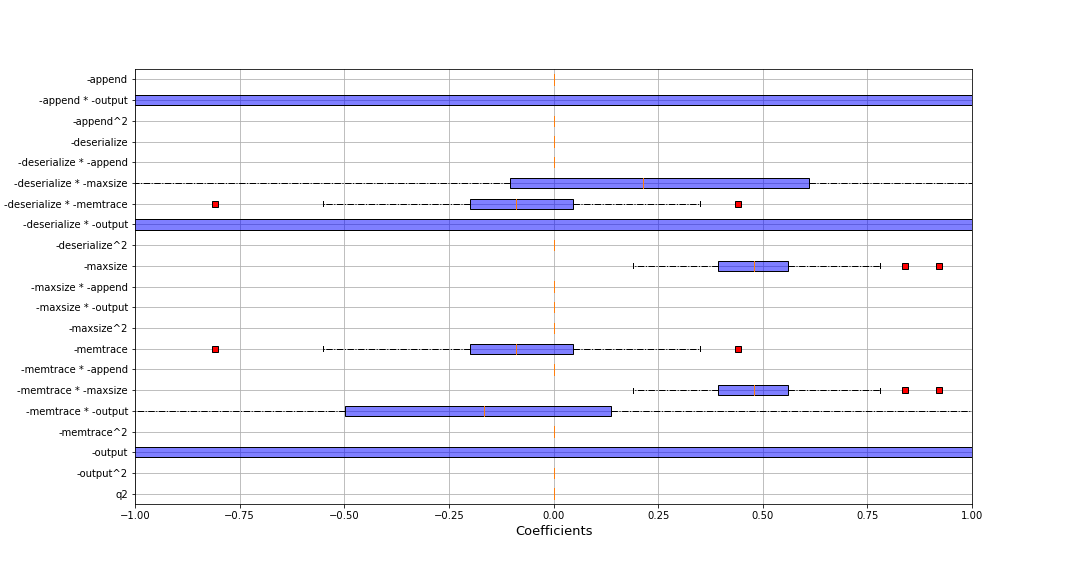 -append
-append * -output
-append^2
-deserialize
-deserialize * -append
-deserialize * -maxsize
-deserialize * -memtrace
-deserialize * -output
-deserialize^2
-maxsize
-maxsize * -append
-maxsize * -output
-maxsize^2
-memtrace
-memtrace * -append
-memtrace * -maxsize
-memtrace * -output
-memtrace^2
-output
-output^2
q2
−1.00 −0.75 −0.50 −0.25 0.00 0.25 0.50 0.75 1.00
Coefficients